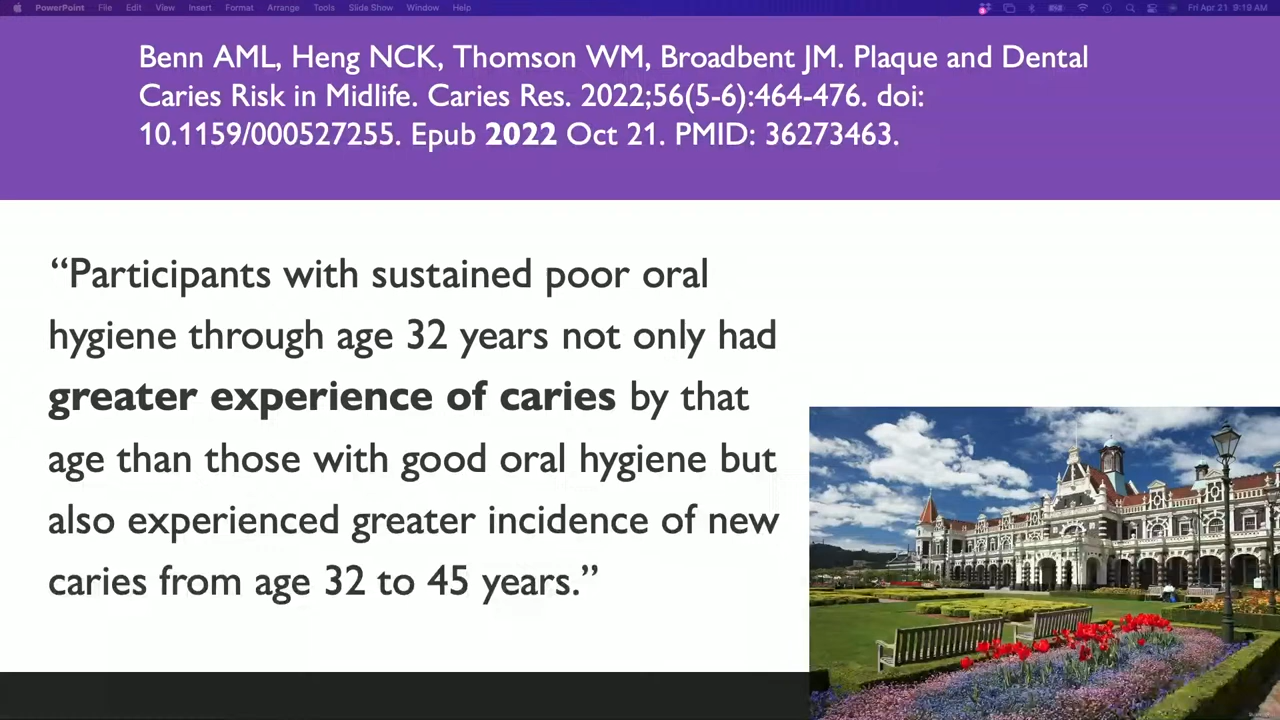 PowerPoint File Edit View Insert Format Arrange Tools Slide Show Window Help Fri Apr 21 9:19 AM
Benn AML, Heng NCK, Thomson WM, Broadbent JM. Plaque and Dental
Caries Risk in Midlife. Caries Res. 2022;56(5-6):464-476. doi:
10.1159/000527255. Epub 2022 Oct 21. PMID: 36273463.
“Participants with sustained poor oral
hygiene through age 32 years not only had
greater experience of caries by that
age than those with good oral hygiene but
also experienced greater incidence of new
caries from age 32 to 45 years.”